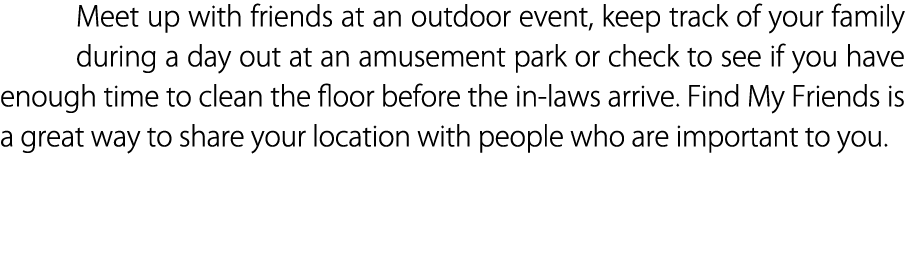 Meet up with friends at an outdoor event, keep track of your family
during a day out at an amusement park or check to see if you have
enough time to clean the floor before the in-laws arrive. Find My Friends is
a great way to share your location with people who are important to you.